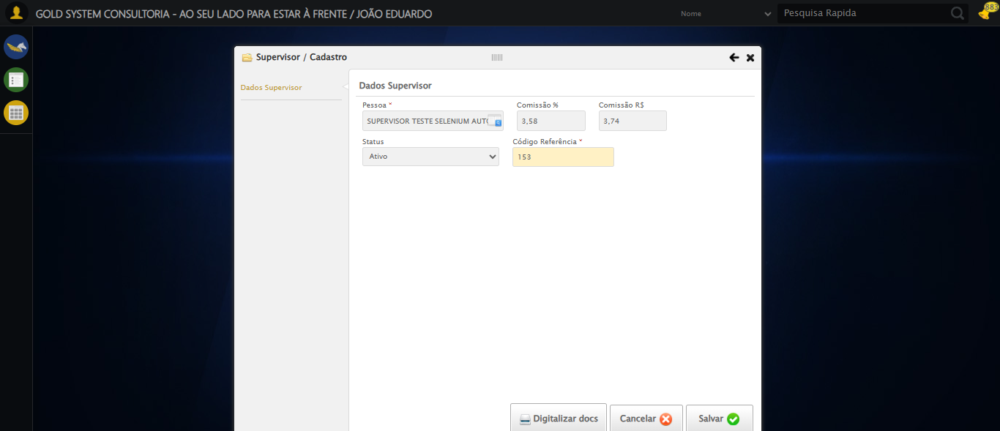 GOLD SYSTEM CONSULTORIA - AO SEU LADO PARA ESTAR À FRENTE / JOÃO EDUARDO
Nome
Pesquisa Rapida
883
Supervisor / Cadastro
Dados Supervisor
Dados Supervisor
Pessoa * Comissão % Comissão R$
SUPERVISOR TESTE SELENIUM AUTO 3,58 3,74
Status Código Referência *
Ativo 153
Digitalizar docs Cancelar Salvar